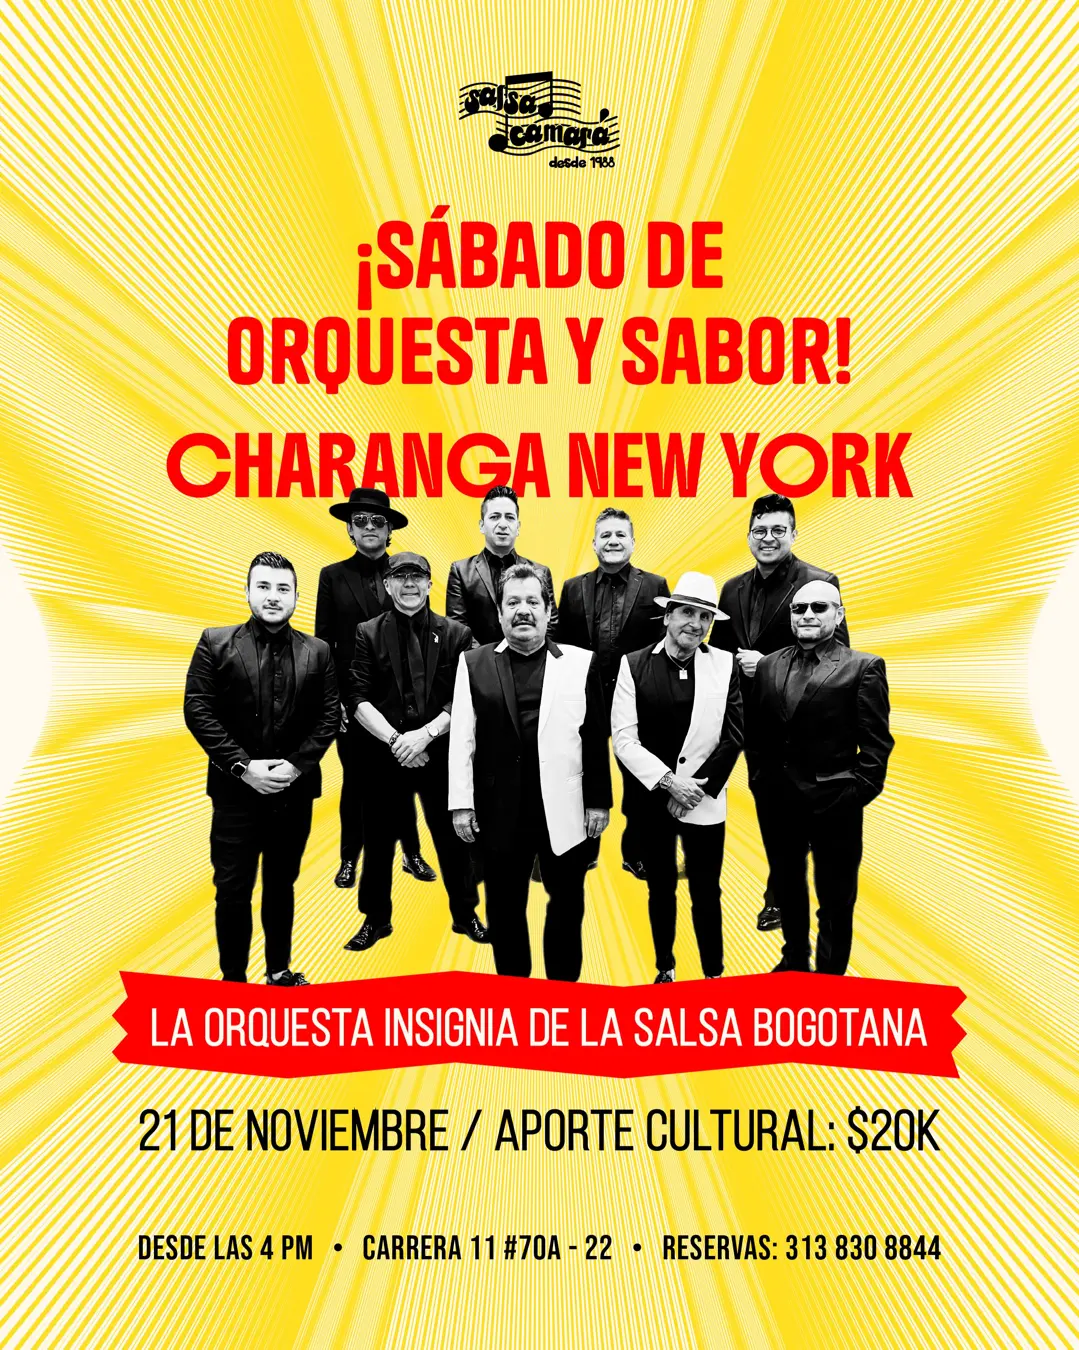 salsa
camará
desde 1988
¡SÁBADO DE
ORQUESTA Y SABOR!
CHARANGA NEW YORK
LA ORQUESTA INSIGNIA DE LA SALSA BOGOTANA
21 DE NOVIEMBRE / APORTE CULTURAL: $20K
DESDE LAS 4 PM • CARRERA 11 #70A - 22 • RESERVAS: 313 830 8844